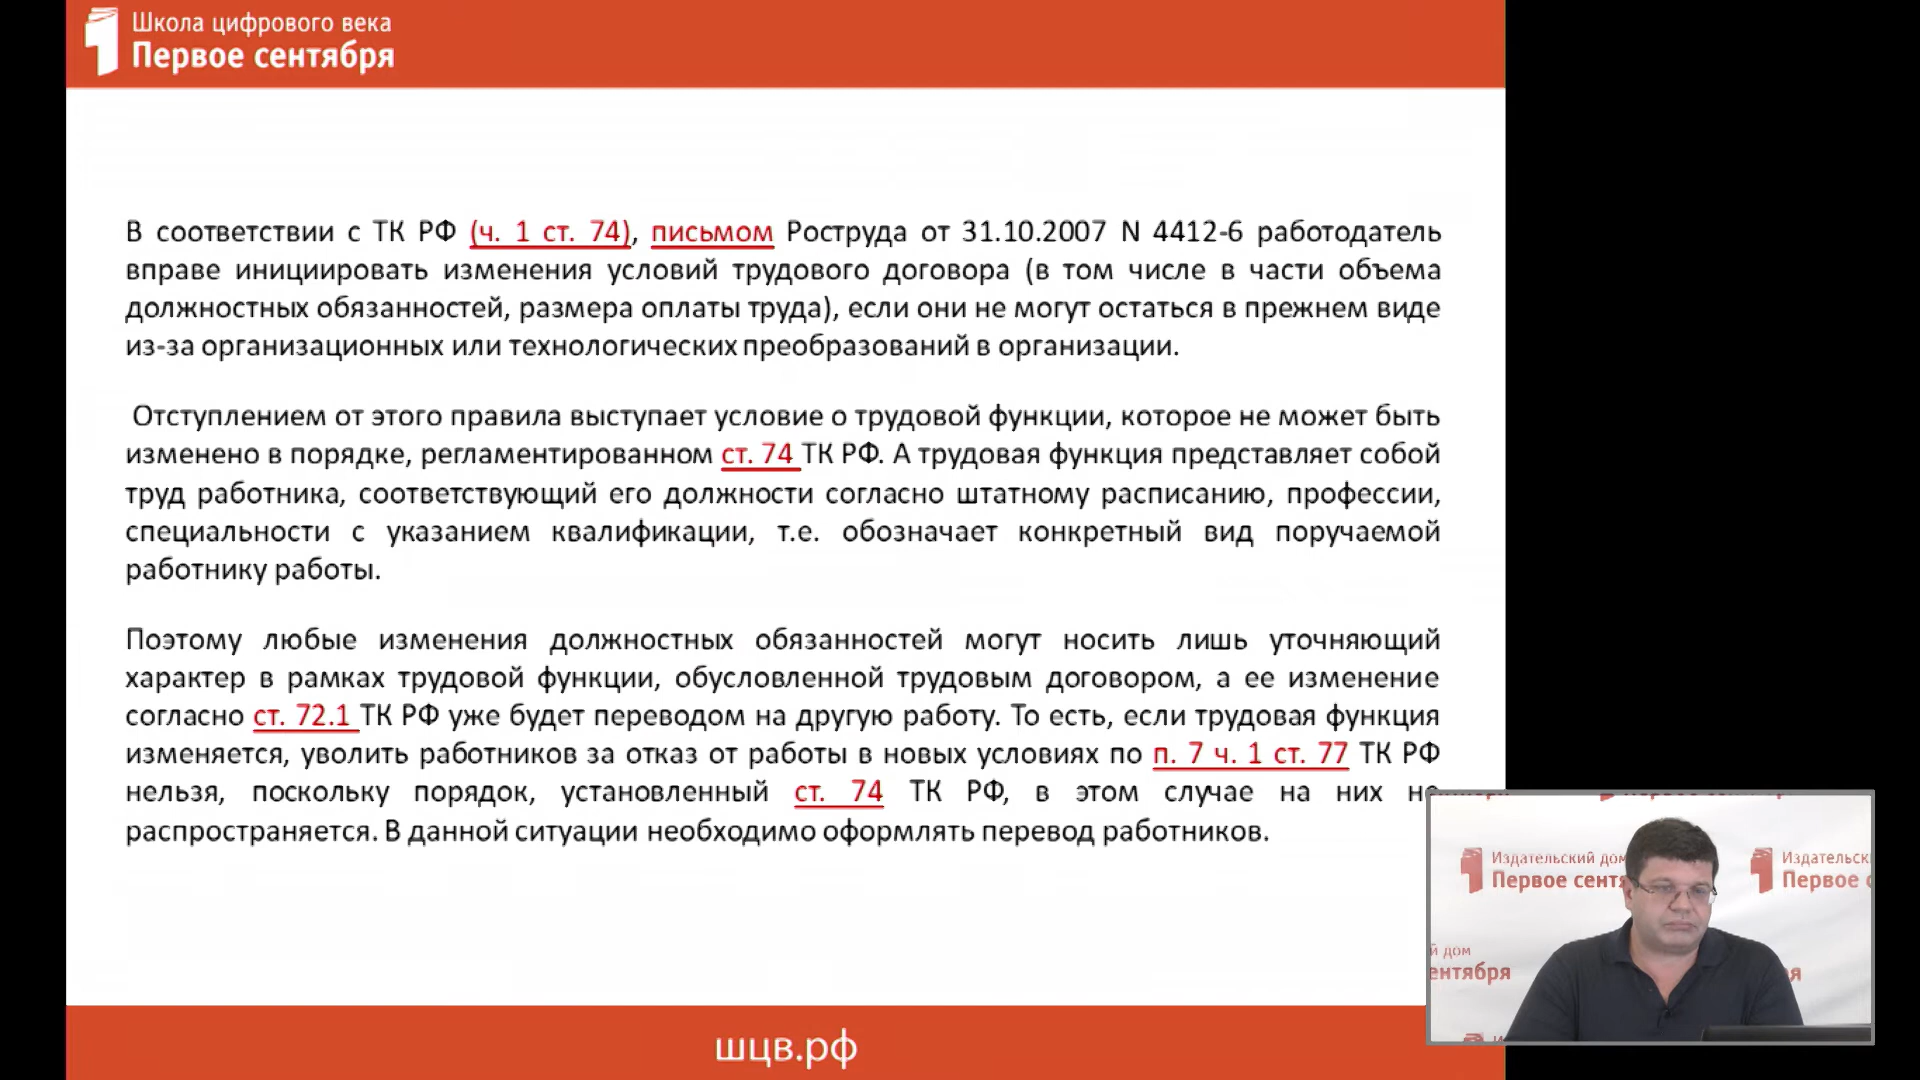 Школа цифрового века
Первое сентября
В соответствии с ТК РФ (ч. 1 ст. 74), письмом Роструда от 31.10.2007 N 4412-6 работодатель
вправе инициировать изменения условий трудового договора (в том числе в части объема
должностных обязанностей, размера оплаты труда), если они не могут остаться в прежнем виде
из-за организационных или технологических преобразований в организации.
Отступлением от этого правила выступает условие о трудовой функции, которое не может быть
изменено в порядке, регламентированном ст. 74 ТК РФ. А трудовая функция представляет собой
труд работника, соответствующий его должности согласно штатному расписанию, профессии,
специальности с указанием квалификации, т.е. обозначает конкретный вид поручаемой
работнику работы.
Поэтому любые изменения должностных обязанностей могут носить лишь уточняющий
характер в рамках трудовой функции, обусловленной трудовым договором, а ее изменение
согласно ст. 72.1 ТК РФ уже будет переводом на другую работу. То есть, если трудовая функция
изменяется, уволить работников за отказ от работы в новых условиях по п. 7 ч. 1 ст. 77 ТК РФ
нельзя, поскольку порядок, установленный ст. 74 ТК РФ, в этом случае на них не
распространяется. В данной ситуации необходимо оформлять перевод работников.
Издательский дом
Первое
Первое
дом
шцв.рф